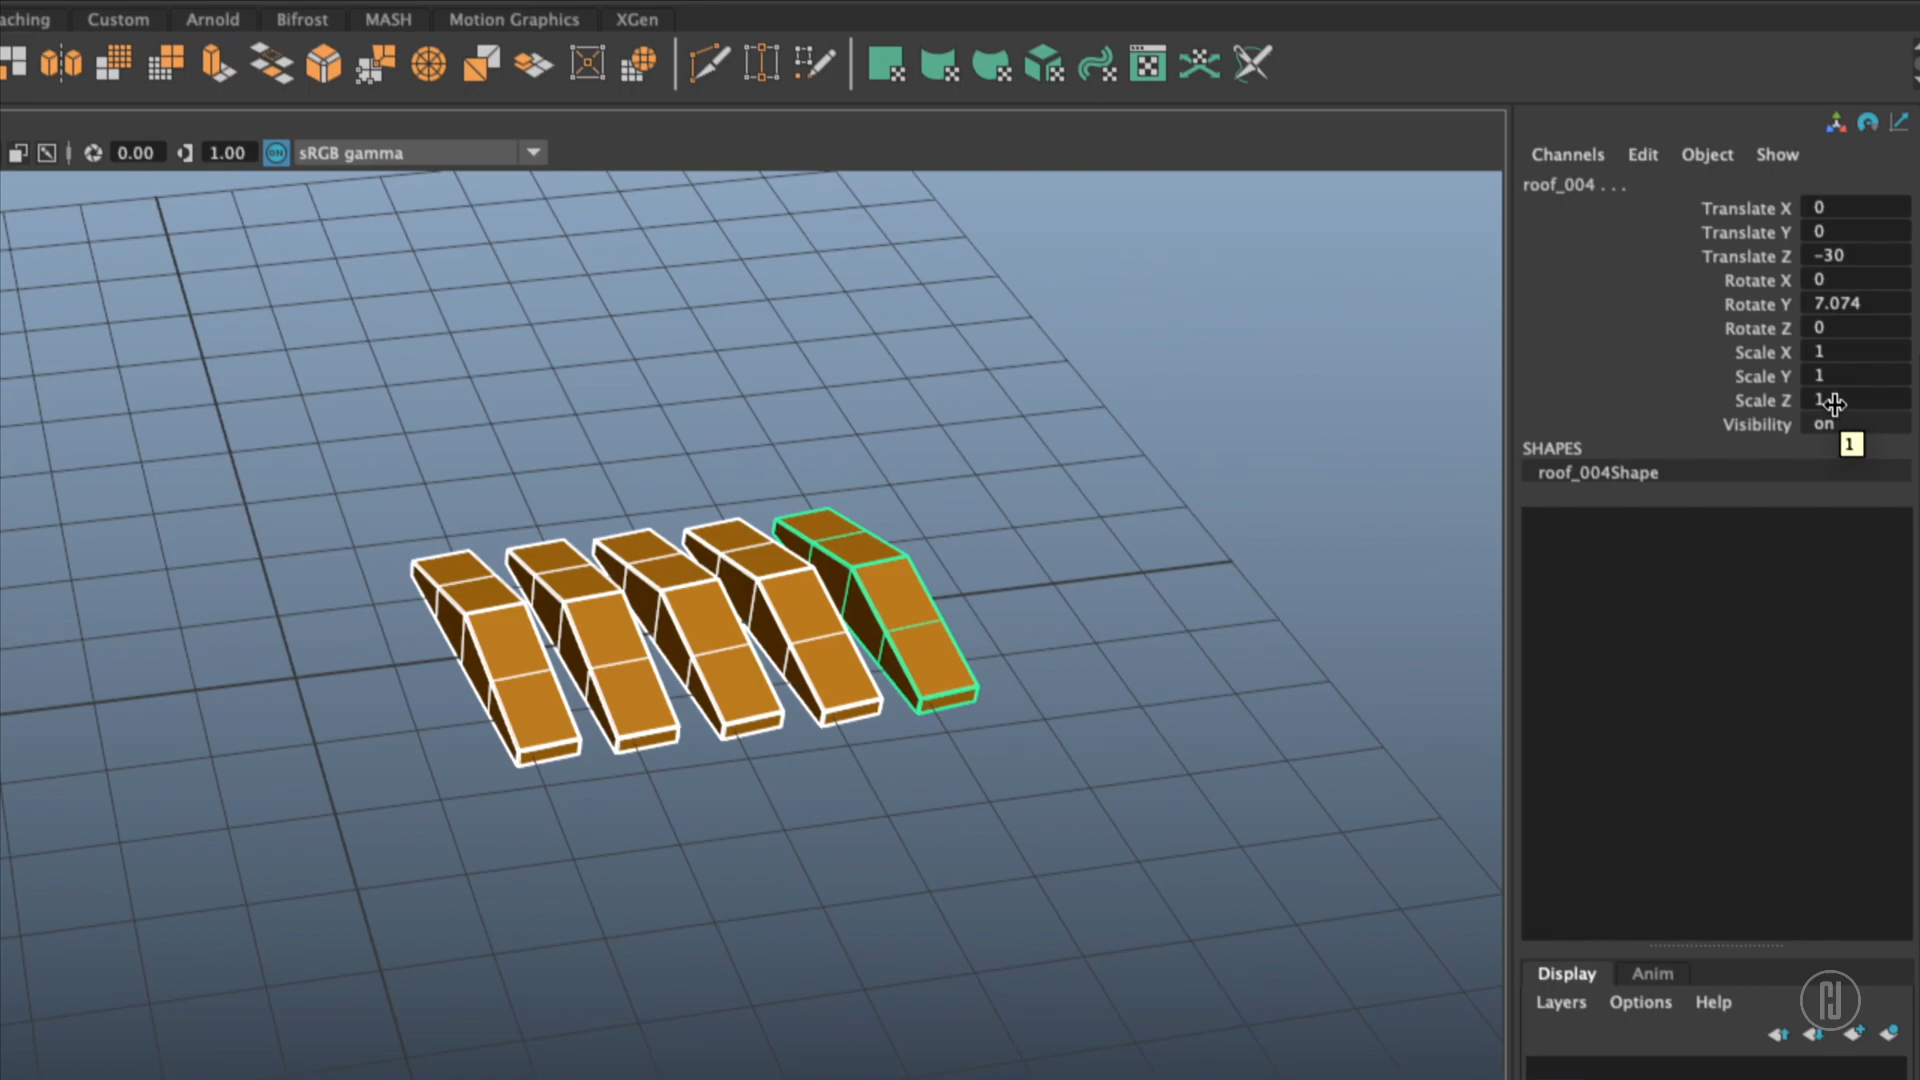 aching Custom Arnold Bifrost MASH Motion Graphics XGen
0.00 1.00 ON sRGB gamma
Channels Edit Object Show
roof_004 . . .
Translate X 0
Translate Y 0
Translate Z -30
Rotate X 0
Rotate Y 7.074
Rotate Z 0
Scale X 1
Scale Y 1
Scale Z 1
Visibility on
1
SHAPES
roof_004Shape
Display Anim
Layers Options Help